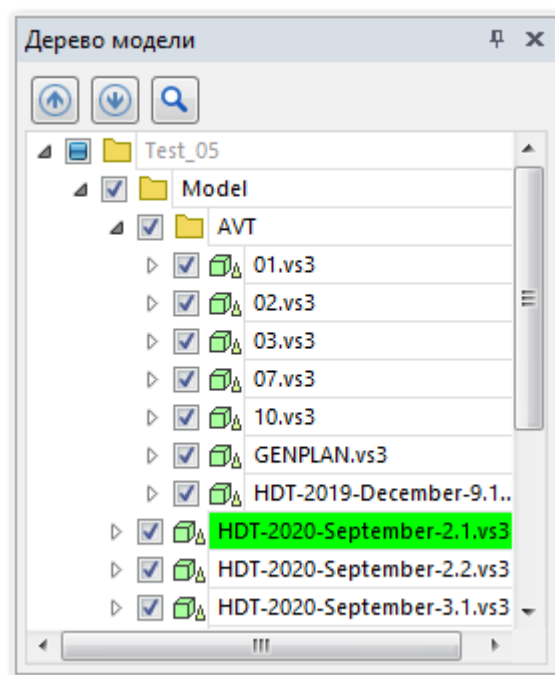 Дерево модели
Test_05
Model
AVT
01.vs3
02.vs3
03.vs3
07.vs3
10.vs3
GENPLAN.vs3
HDT-2019-December-9.1..
HDT-2020-September-2.1.vs3
HDT-2020-September-2.2.vs3
HDT-2020-September-3.1.vs3